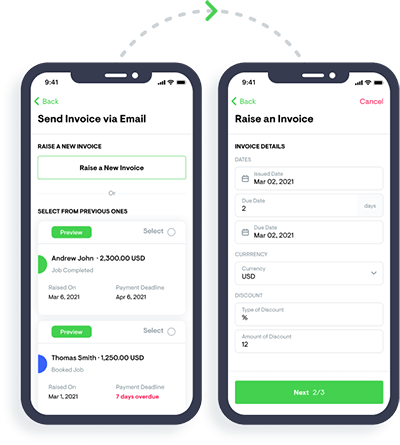 9:41
Back
Send Invoice via Email
RAISE A NEW INVOICE
Raise a New Invoice
Or
SELECT FROM PREVIOUS ONES
Preview Select
Andrew John · 2,300.00 USD
Job Completed
Raised On Payment Deadline
Mar 6, 2021 Apr 6, 2021
Preview Select
Thomas Smith · 1,250.00 USD
Booked Job
Raised On Payment Deadline
Mar 1, 2021 7 days overdue
9:41
Back Cancel
Raise an Invoice
INVOICE DETAILS
DATES
Issued Date
Mar 02, 2021
Due Date
2 days
Due Date
Mar 02, 2021
CURRRENCY
Currency
USD
DISCOUNT
Type of Discount
%
Amount of Discount
12
Next 2/3